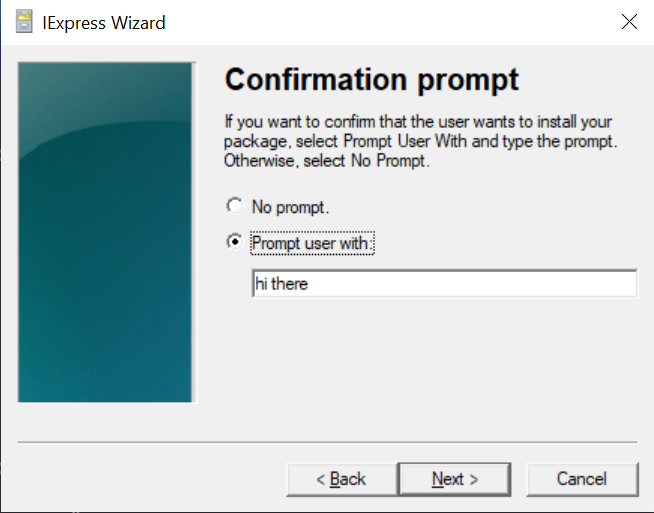 IExpress Wizard
Confirmation prompt
If you want to confirm that the user wants to install your
package, select Prompt User With and type the prompt.
Otherwise, select No Prompt.
No prompt.
Prompt user with:
hi there
< Back
Next >
Cancel